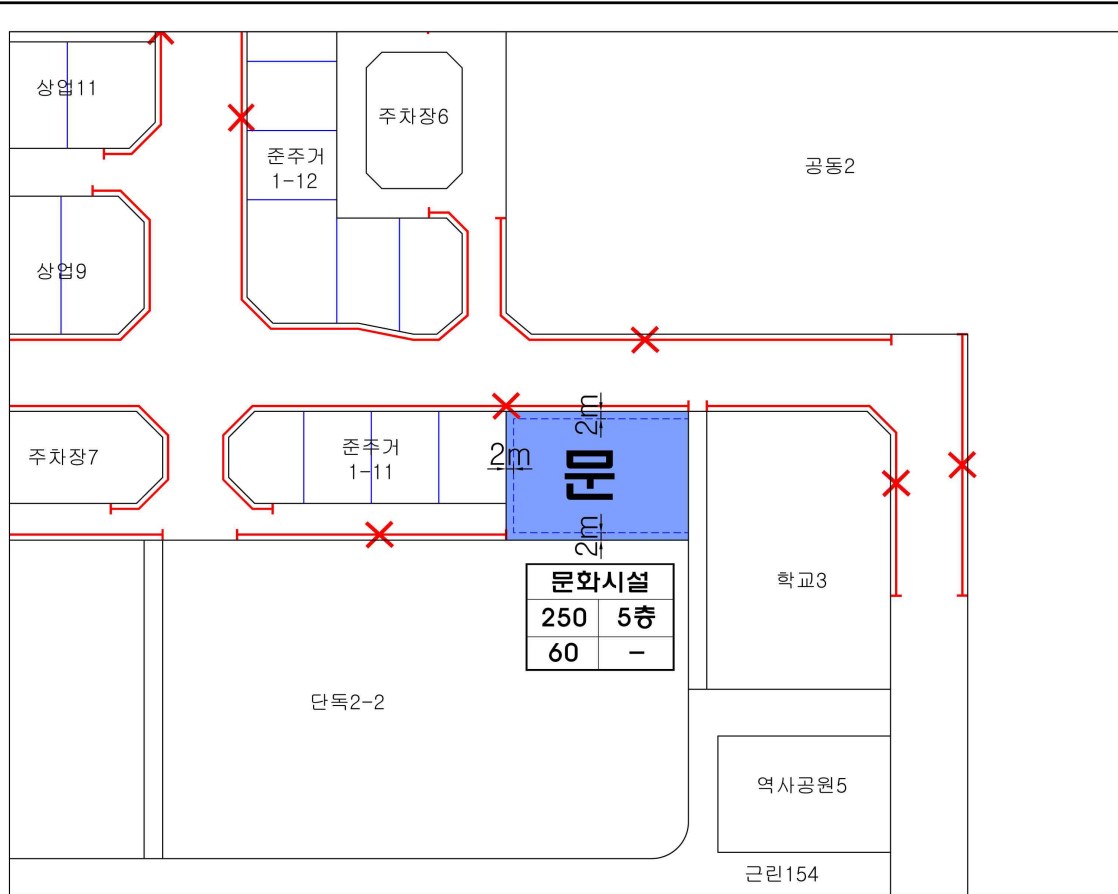 상업11
주차장6
준주거
1-12
공동2
상업9
2m
주차장7
준주거
1-11
2m
문
2m
문화시설
250 5층
60 -
학교3
단독2-2
역사공원5
근린154